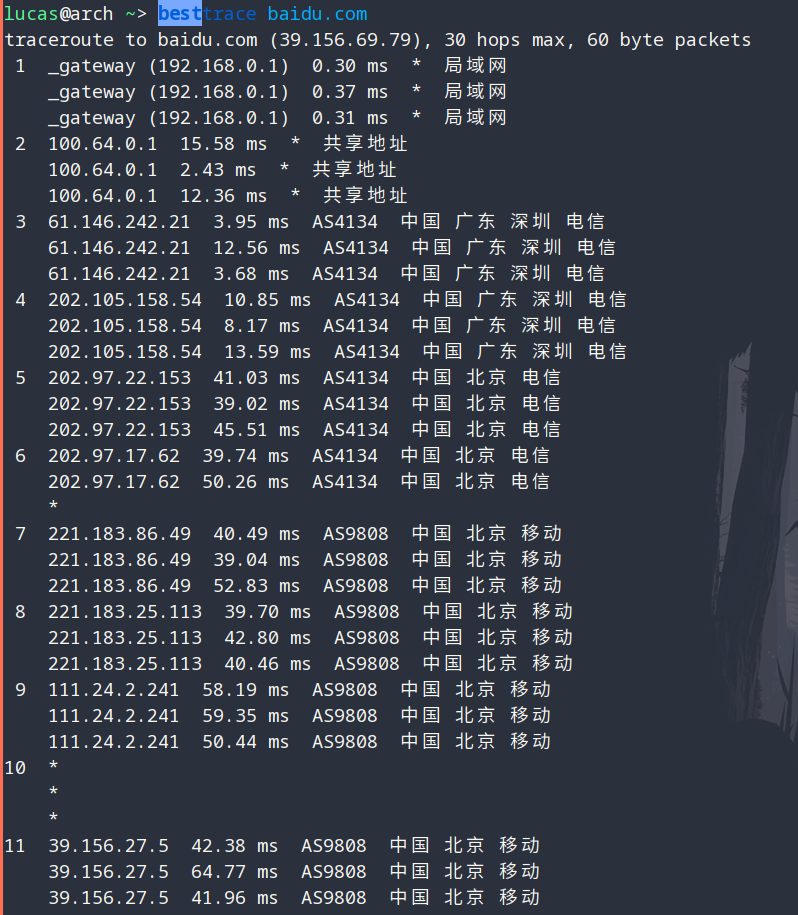 lucas@arch ~> besttrace baidu.com
traceroute to baidu.com (39.156.69.79), 30 hops max, 60 byte packets
 1  _gateway (192.168.0.1)  0.30 ms  *  局域网
    _gateway (192.168.0.1)  0.37 ms  *  局域网
    _gateway (192.168.0.1)  0.31 ms  *  局域网
 2  100.64.0.1  15.58 ms  *  共享地址
    100.64.0.1  2.43 ms  *  共享地址
    100.64.0.1  12.36 ms  *  共享地址
 3  61.146.242.21  3.95 ms  AS4134  中国 广东 深圳 电信
    61.146.242.21  12.56 ms  AS4134  中国 广东 深圳 电信
    61.146.242.21  3.68 ms  AS4134  中国 广东 深圳 电信
 4  202.105.158.54  10.85 ms  AS4134  中国 广东 深圳 电信
    202.105.158.54  8.17 ms  AS4134  中国 广东 深圳 电信
    202.105.158.54  13.59 ms  AS4134  中国 广东 深圳 电信
 5  202.97.22.153  41.03 ms  AS4134  中国 北京 电信
    202.97.22.153  39.02 ms  AS4134  中国 北京 电信
    202.97.22.153  45.51 ms  AS4134  中国 北京 电信
 6  202.97.17.62  39.74 ms  AS4134  中国 北京 电信
    202.97.17.62  50.26 ms  AS4134  中国 北京 电信
    *
 7  221.183.86.49  40.49 ms  AS9808  中国 北京 移动
    221.183.86.49  39.04 ms  AS9808  中国 北京 移动
    221.183.86.49  52.83 ms  AS9808  中国 北京 移动
 8  221.183.25.113  39.70 ms  AS9808  中国 北京 移动
    221.183.25.113  42.80 ms  AS9808  中国 北京 移动
    221.183.25.113  40.46 ms  AS9808  中国 北京 移动
 9  111.24.2.241  58.19 ms  AS9808  中国 北京 移动
    111.24.2.241  59.35 ms  AS9808  中国 北京 移动
    111.24.2.241  50.44 ms  AS9808  中国 北京 移动
10  *
    *
    *
11  39.156.27.5  42.38 ms  AS9808  中国 北京 移动
    39.156.27.5  64.77 ms  AS9808  中国 北京 移动
    39.156.27.5  41.96 ms  AS9808  中国 北京 移动